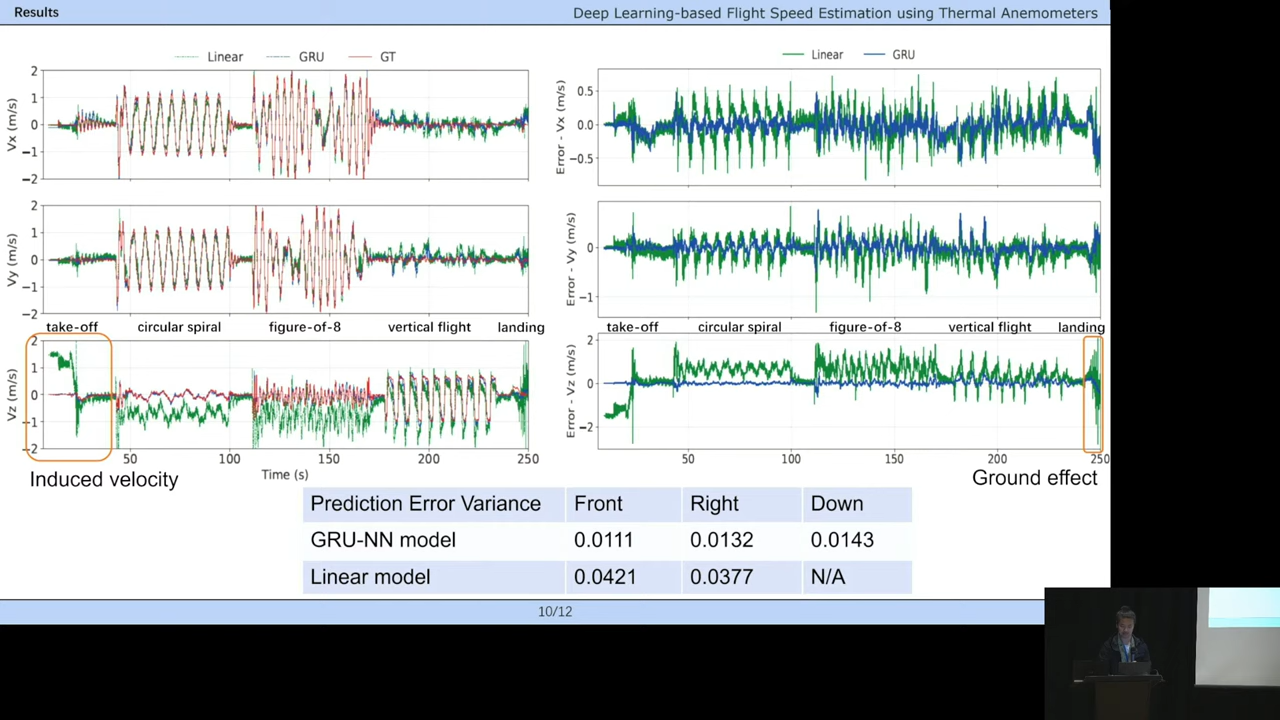 Results
Deep Learning-based Flight Speed Estimation using Thermal Anemometers
Linear GRU GT
Linear GRU
Vx (m/s)
2
1
0
−1
−2
Error - Vx (m/s)
0.5
0.0
−0.5
Vy (m/s)
2
1
0
−1
−2
Error - Vy (m/s)
0
−1
take-off circular spiral figure-of-8 vertical flight landing
take-off circular spiral figure-of-8 vertical flight landing
Vz (m/s)
2
1
0
−1
−2
50 100 150 200 250
Time (s)
Error - Vz (m/s)
2
0
−2
50 100 150 200 250
Induced velocity
Ground effect
Prediction Error Variance Front Right Down
GRU-NN model 0.0111 0.0132 0.0143
Linear model 0.0421 0.0377 N/A
10/12